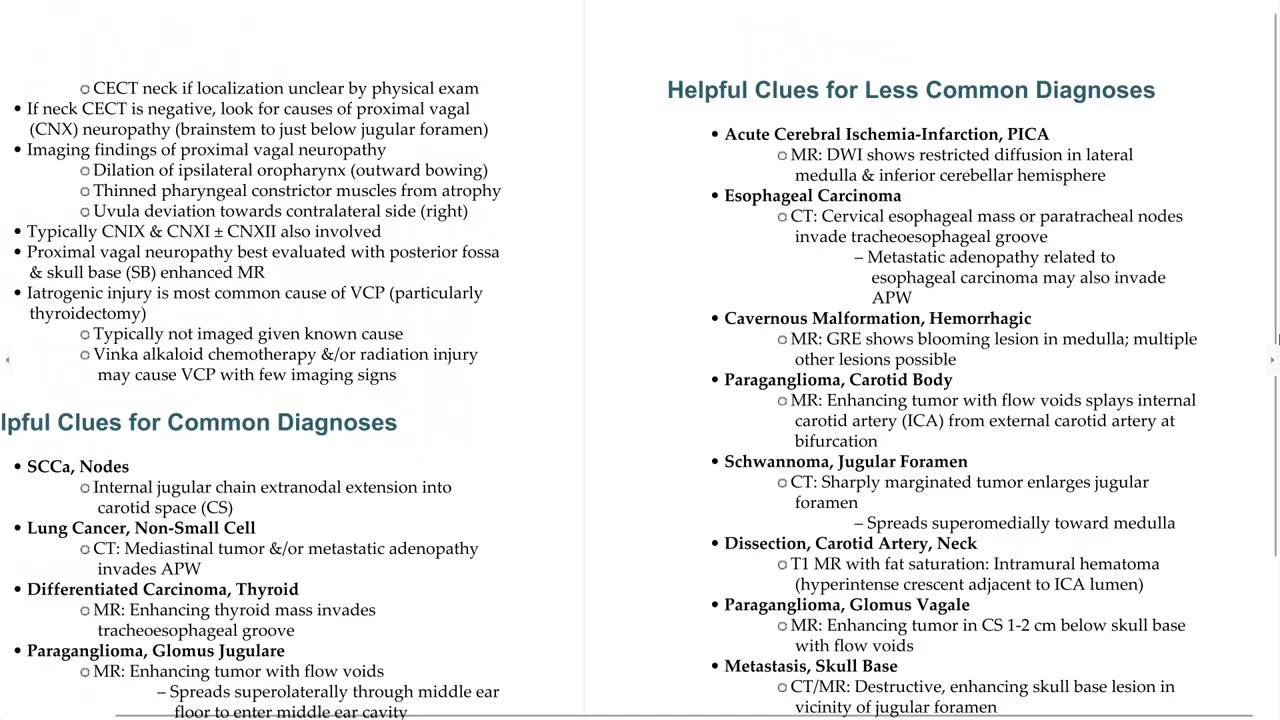 ○ CECT neck if localization unclear by physical exam
• If neck CECT is negative, look for causes of proximal vagal
(CNX) neuropathy (brainstem to just below jugular foramen)
• Imaging findings of proximal vagal neuropathy
○ Dilation of ipsilateral oropharynx (outward bowing)
○ Thinned pharyngeal constrictor muscles from atrophy
○ Uvula deviation towards contralateral side (right)
• Typically CNIX & CNXI ± CNXII also involved
• Proximal vagal neuropathy best evaluated with posterior fossa
& skull base (SB) enhanced MR
• Iatrogenic injury is most common cause of VCP (particularly
thyroidectomy)
○ Typically not imaged given known cause
○ Vinka alkaloid chemotherapy &/or radiation injury
may cause VCP with few imaging signs
lpful Clues for Common Diagnoses
• SCCa, Nodes
○ Internal jugular chain extranodal extension into
carotid space (CS)
• Lung Cancer, Non-Small Cell
○ CT: Mediastinal tumor &/or metastatic adenopathy
invades APW
• Differentiated Carcinoma, Thyroid
○ MR: Enhancing thyroid mass invades
tracheoesophageal groove
• Paraganglioma, Glomus Jugulare
○ MR: Enhancing tumor with flow voids
– Spreads superolaterally through middle ear
floor to enter middle ear cavity
Helpful Clues for Less Common Diagnoses
• Acute Cerebral Ischemia-Infarction, PICA
○ MR: DWI shows restricted diffusion in lateral
medulla & inferior cerebellar hemisphere
• Esophageal Carcinoma
○ CT: Cervical esophageal mass or paratracheal nodes
invade tracheoesophageal groove
– Metastatic adenopathy related to
esophageal carcinoma may also invade
APW
• Cavernous Malformation, Hemorrhagic
○ MR: GRE shows blooming lesion in medulla; multiple
other lesions possible
• Paraganglioma, Carotid Body
○ MR: Enhancing tumor with flow voids splays internal
carotid artery (ICA) from external carotid artery at
bifurcation
• Schwannoma, Jugular Foramen
○ CT: Sharply marginated tumor enlarges jugular
foramen
– Spreads superomedially toward medulla
• Dissection, Carotid Artery, Neck
○ T1 MR with fat saturation: Intramural hematoma
(hyperintense crescent adjacent to ICA lumen)
• Paraganglioma, Glomus Vagale
○ MR: Enhancing tumor in CS 1-2 cm below skull base
with flow voids
• Metastasis, Skull Base
○ CT/MR: Destructive, enhancing skull base lesion in
vicinity of jugular foramen